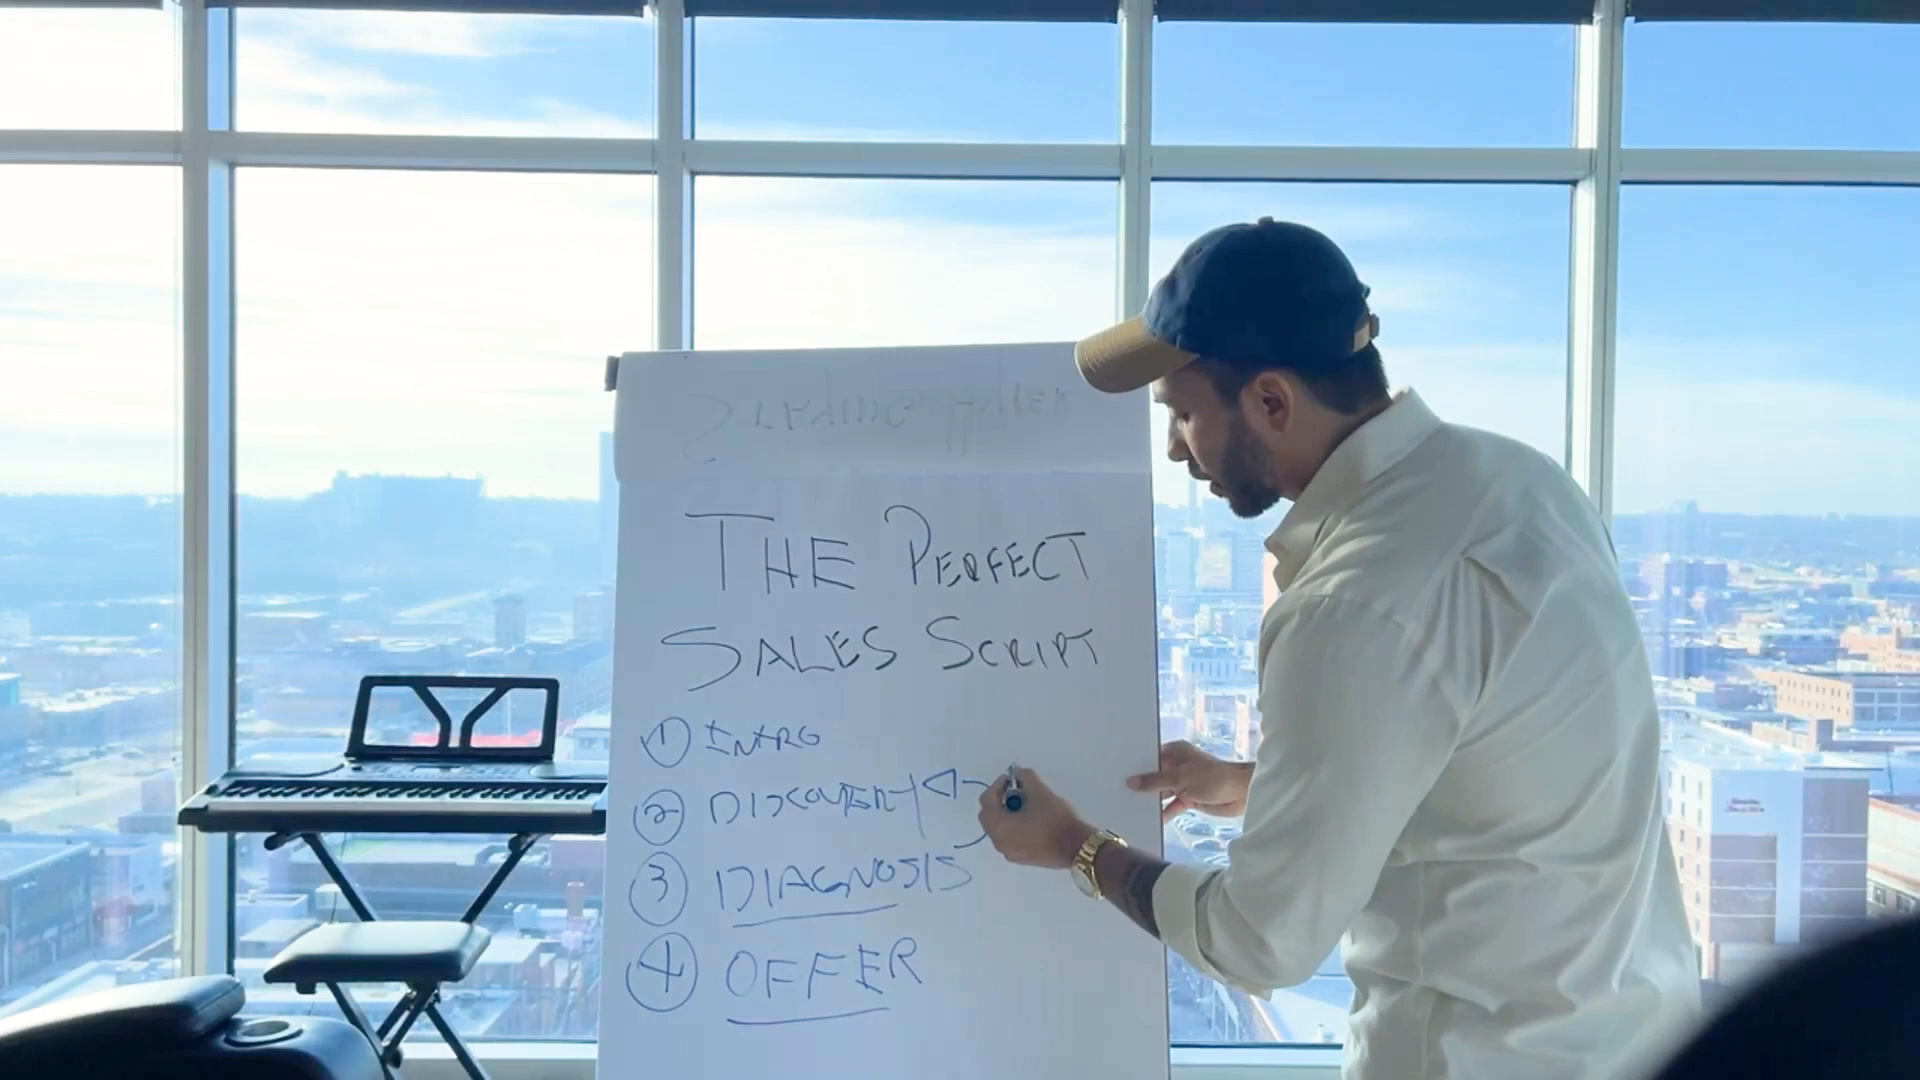 THE PERFECT
SALES SCRIPT
1 INTRO
2 DISCOVERY
3 DIAGNOSIS
4 OFFER